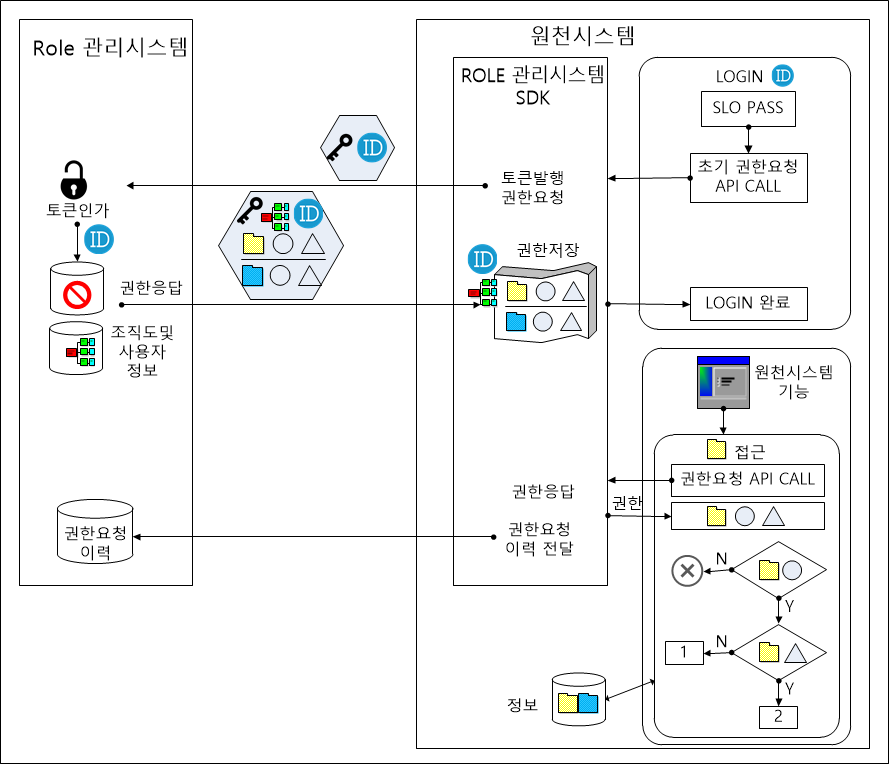 Role 관리시스템
원천시스템
ROLE 관리시스템
SDK
LOGIN ID
SLO PASS
초기 권한요청
API CALL
ID
토큰발행
권한요청
토큰인가
ID
ID
권한저장
ID
권한응답
LOGIN 완료
조직도및
사용자
정보
원천시스템
기능
접근
권한요청 API CALL
권한응답
권한
권한요청
이력 전달
권한요청
이력
N
Y
N
1
Y
2
정보